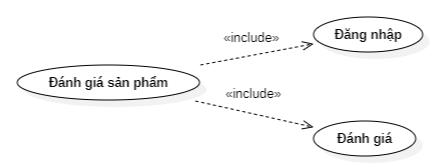 «include»
Đăng nhập
Đánh giá sản phẩm
«include»
Đánh giá